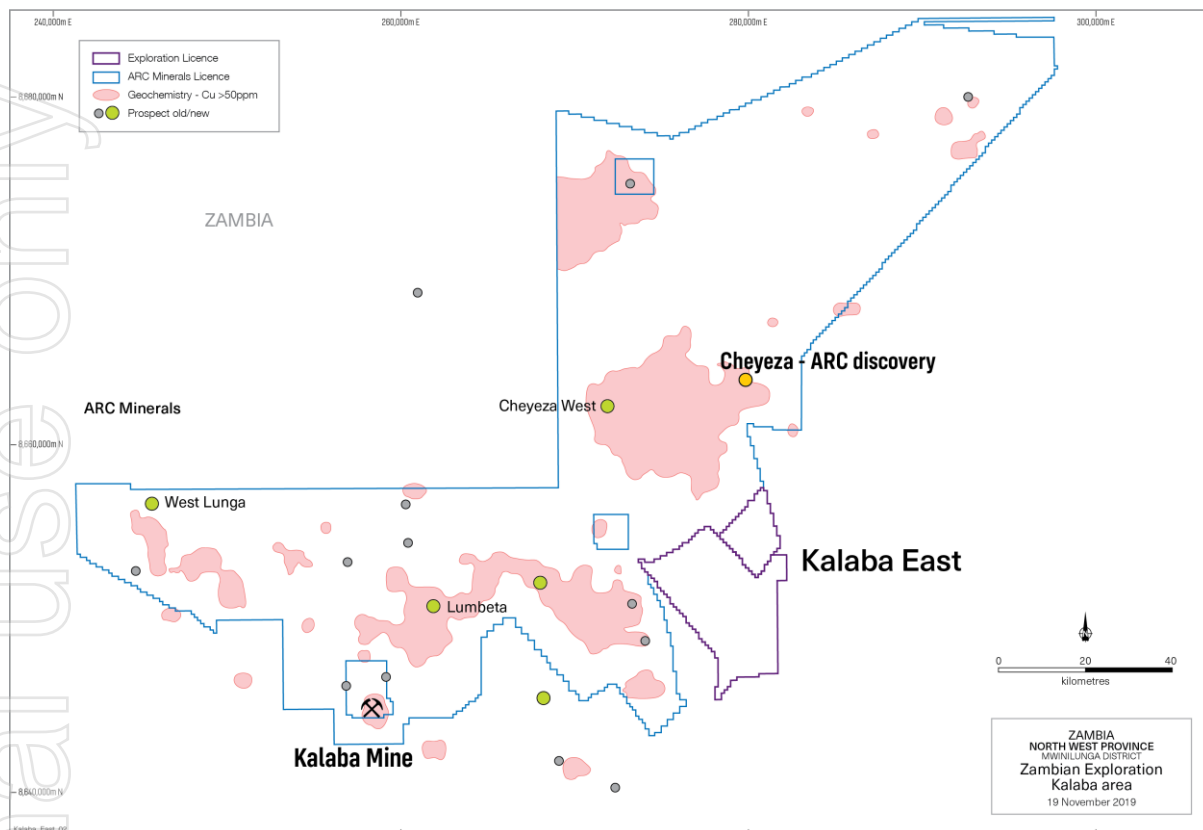 240,000m E
260,000m E
280,000m E
300,000m E
Exploration Licence
ARC Minerals Licence
Geochemistry - Cu >50ppm
Prospect old/new
8,680,000m N
ZAMBIA
Cheyeza - ARC discovery
Cheyeza West
ARC Minerals
8,660,000m N
West Lunga
Kalaba East
Lumbeta
0 20 40
kilometres
Kalaba Mine
ZAMBIA
NORTH WEST PROVINCE
MWINILUNGA DISTRICT
Zambian Exploration
Kalaba area
19 November 2019
8,640,000m N
nal use only